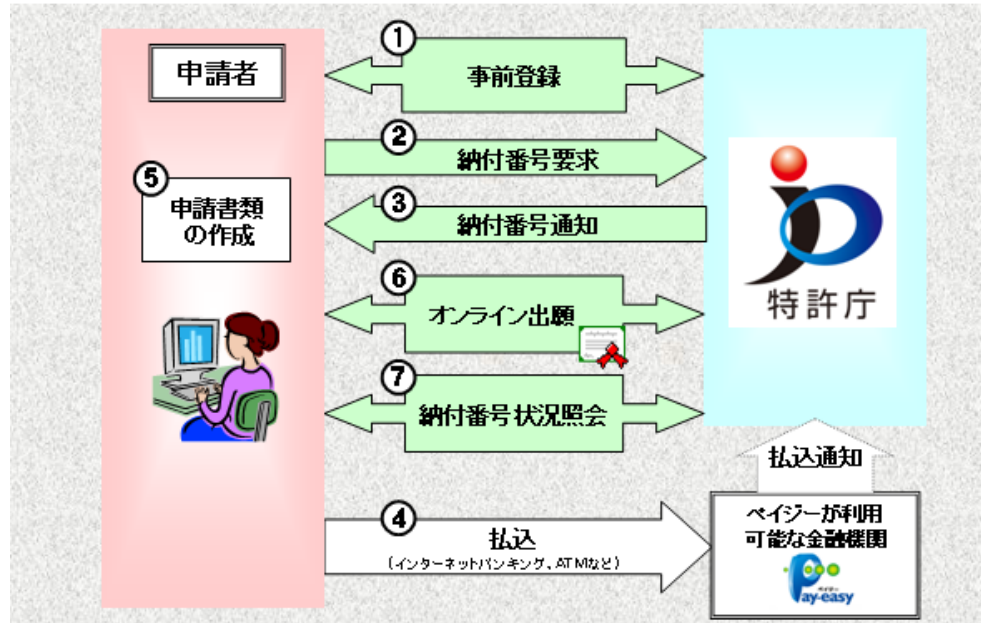 申請者
①
事前登録
②
納付番号要求
③
納付番号通知
⑤
申請書類
の作成
⑥
オンライン出願
⑦
納付番号状況照会
特許庁
払込通知
④
払込
(インターネットバンキング、ATMなど)
ペイジーが利用
可能な金融機関
ペイジー
Pay-easy